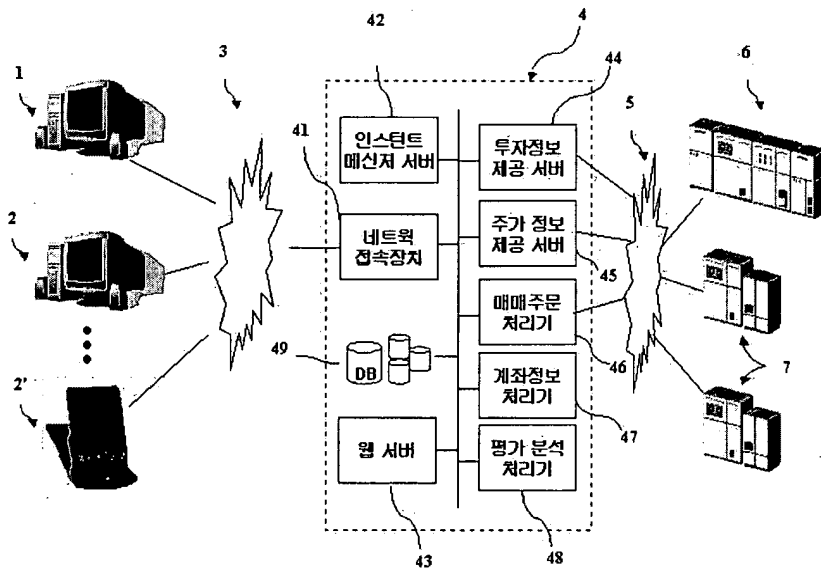 42
4
1
3
44
6
인스턴트
메신저 서버
투자정보
제공 서버
5
41
2
네트웍
접속장치
주가 정보
제공 서버
45
매매주문
처리기
46
49
DB
7
2'
계좌정보
처리기
47
웹 서버
평가 분석
처리기
43
48